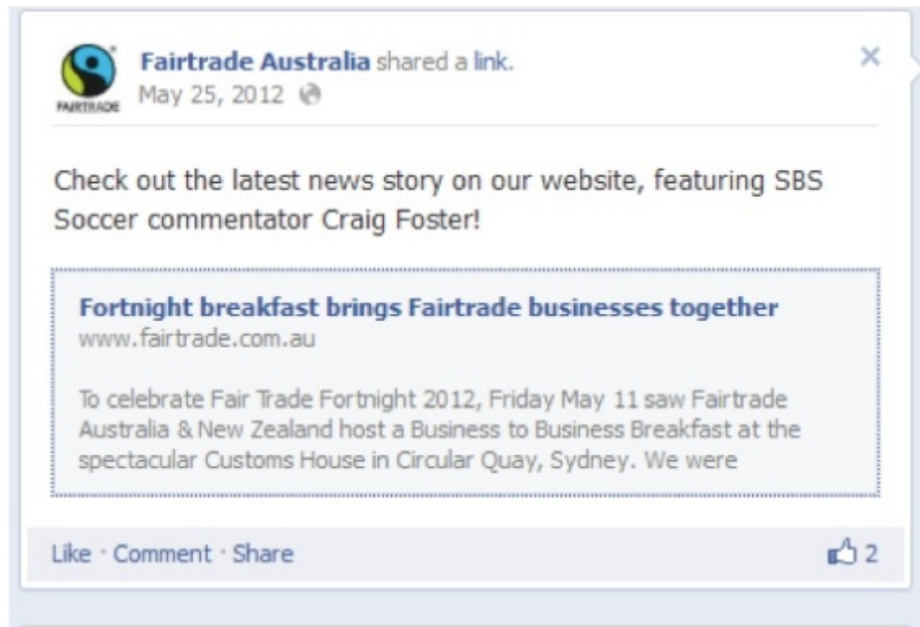 Fairtrade Australia shared a link.
May 25, 2012
FAIRTRADE
Check out the latest news story on our website, featuring SBS
Soccer commentator Craig Foster!
Fortnight breakfast brings Fairtrade businesses together
www.fairtrade.com.au
To celebrate Fair Trade Fortnight 2012, Friday May 11 saw Fairtrade
Australia & New Zealand host a Business to Business Breakfast at the
spectacular Customs House in Circular Quay, Sydney. We were
Like · Comment · Share 2